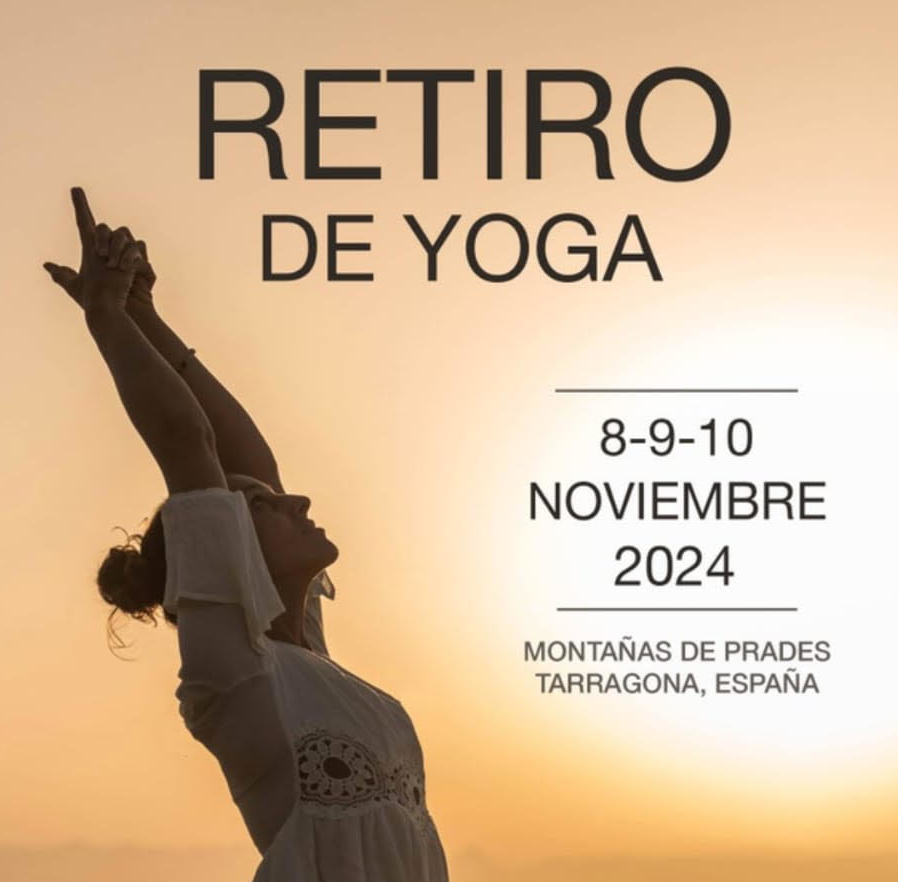 RETIRO
DE YOGA
8-9-10
NOVIEMBRE
2024
MONTAÑAS DE PRADES
TARRAGONA, ESPAÑA